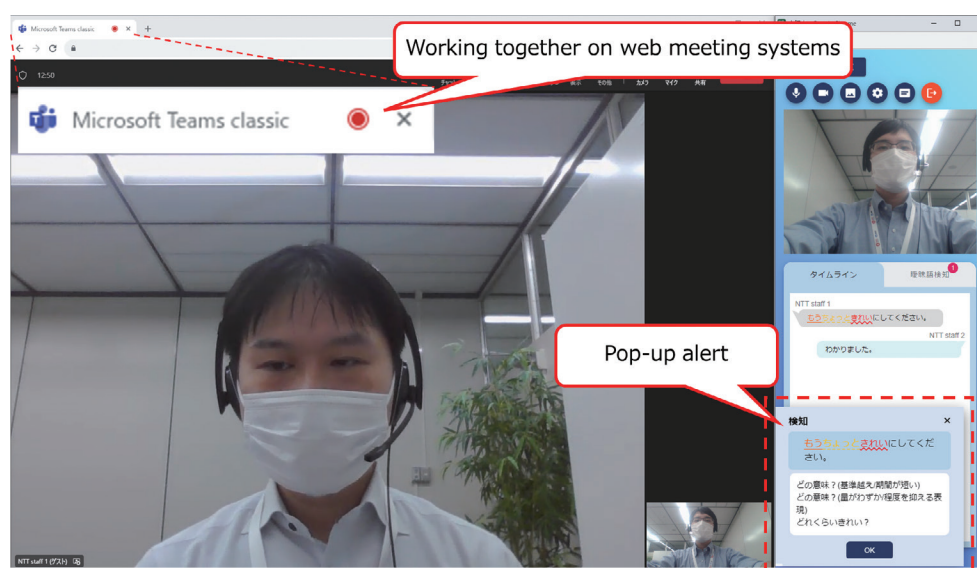 Microsoft Teams classic
Working together on web meeting systems
12:50
表示
その他
カメラ
マイク
共有
Microsoft Teams classic
タイムライン
曖昧語検知
1
NTT staff 1
もうちょっときれいにしてください。
NTT staff 2
わかりました。
Pop-up alert
検知
もうちょっときれいにしてくだ
さい。
どの意味?(基準越え/期間が短い)
どの意味?(量がわずか/程度を抑える表
現)
どれくらいきれい?
OK
NTT staff 1 (ゲスト)